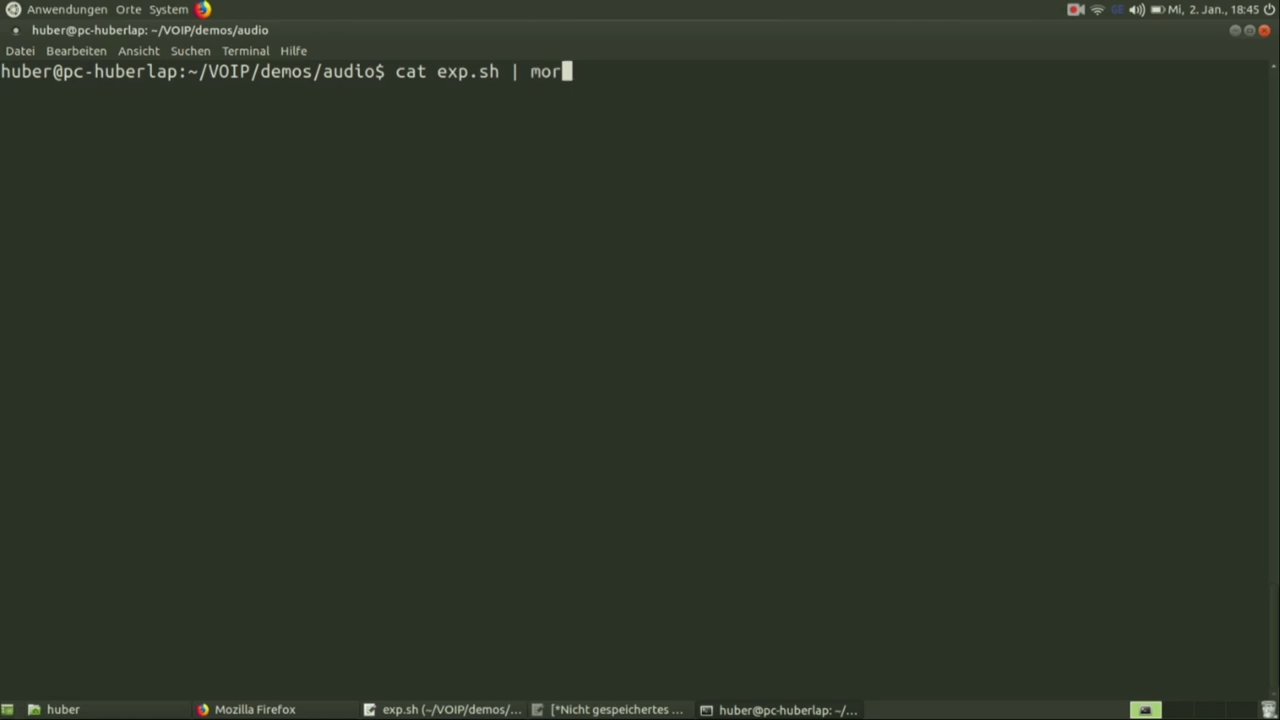 Anwendungen Orte System GE Mi, 2. Jan., 18:45
huber@pc-huberlap: ~/VOIP/demos/audio
Datei Bearbeiten Ansicht Suchen Terminal Hilfe
huber@pc-huberlap:~/VOIP/demos/audio$ cat exp.sh | mor
huber Mozilla Firefox exp.sh (~/VOIP/demos/... [*Nicht gespeichertes ... huber@pc-huberlap: ~/...